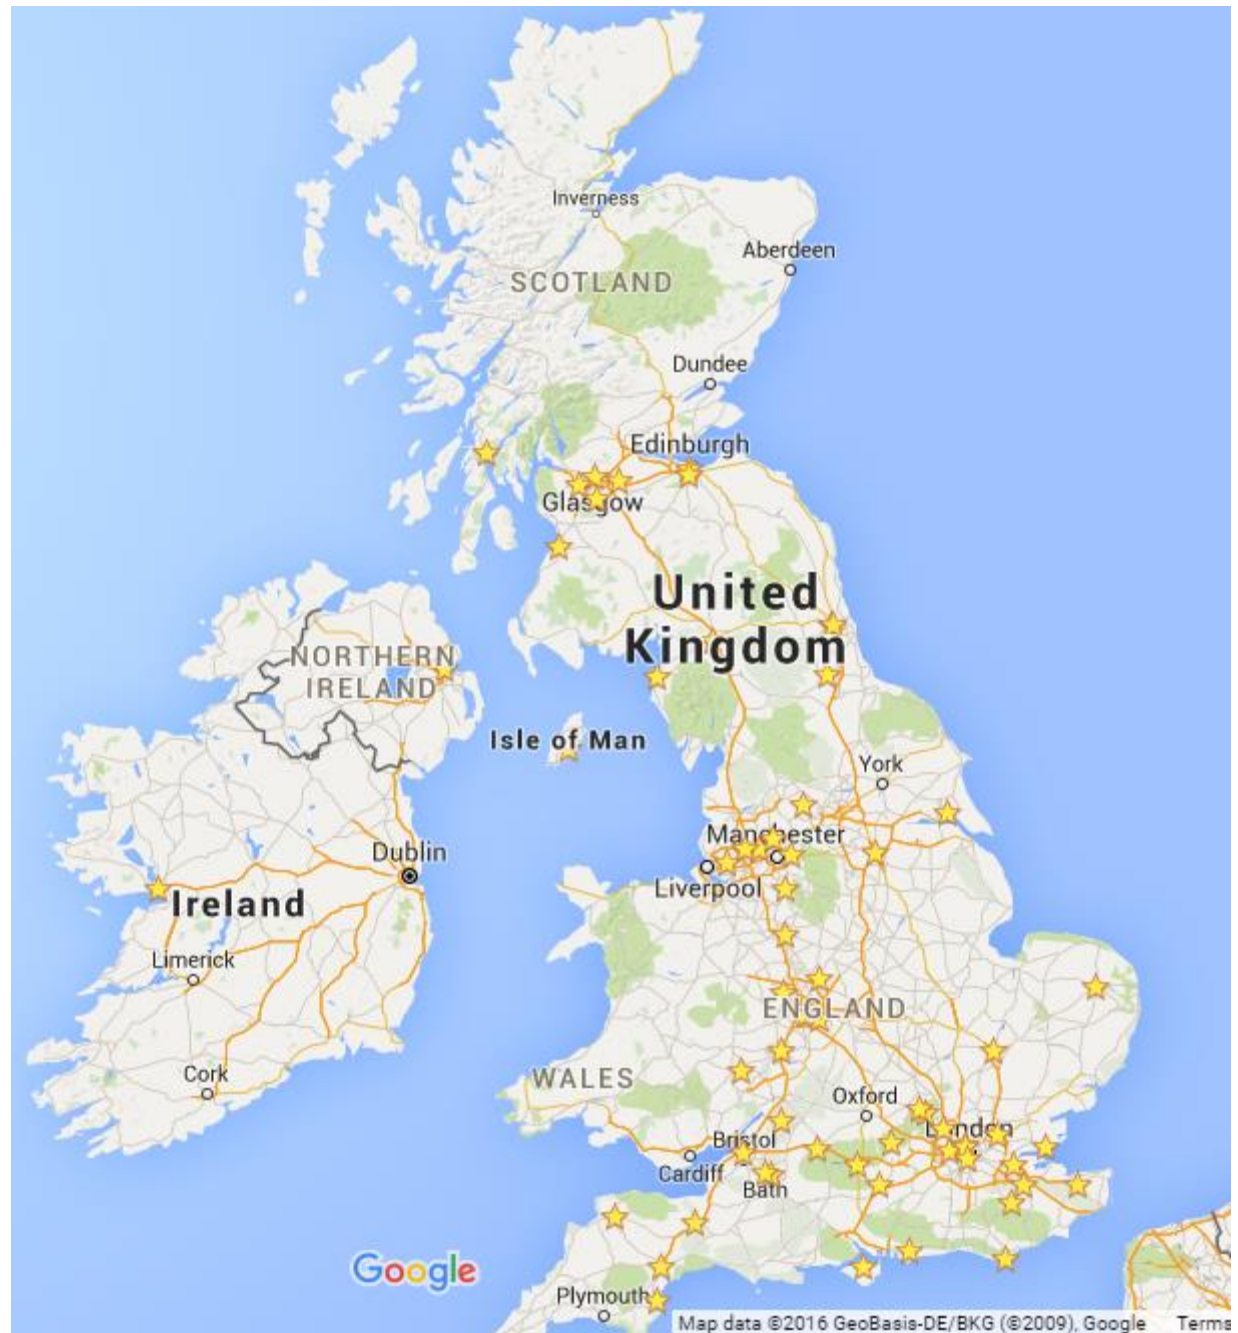 Inverness
Aberdeen
SCOTLAND
Dundee
Edinburgh
Glasgow
United
Kingdom
NORTHERN
IRELAND
Isle of Man
York
Manchester
Dublin
Liverpool
Ireland
Limerick
ENGLAND
Cork
WALES
Oxford
London
Bristol
Cardiff
Bath
Google
Plymouth
Map data ©2016 GeoBasis-DE/BKG (©2009), Google Terms